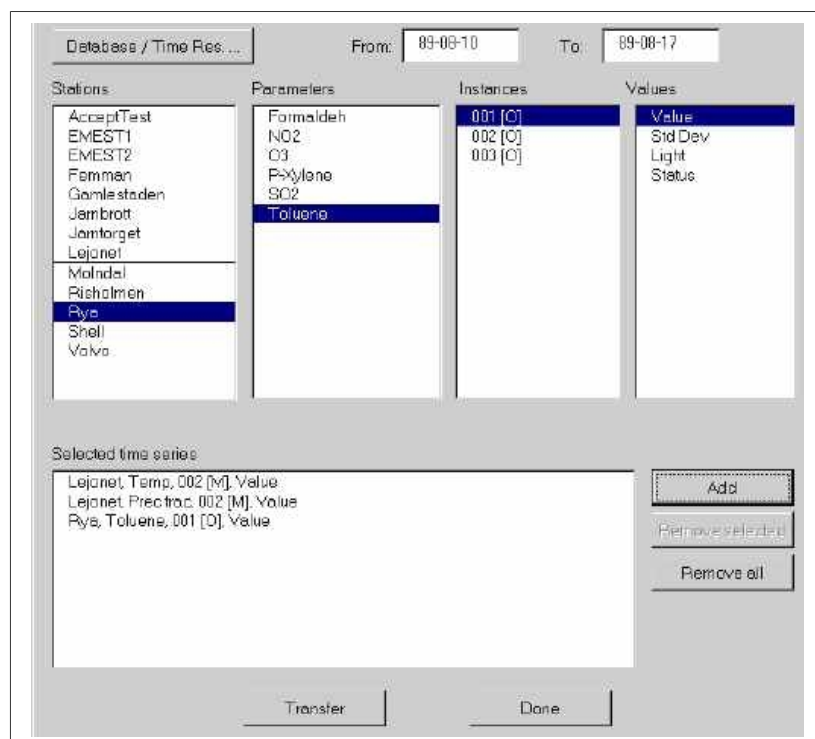 Database / Time Res. ...
From: 89-08-10 To: 89-08-17
Stations
AcceptTest
EMEST1
EMEST2
Femman
Gamlestaden
Jarnbrott
Jarntorget
Lejonet
Molndal
Risholmen
Rya
Shell
Volvo
Parameters
Formaldeh
NO2
O3
P-Xylene
SO2
Toluene
Instances
001 [O]
002 [O]
003 [O]
Values
Value
Std Dev
Light
Status
Selected time series
Lejonet, Temp, 002 [M], Value
Lejonet, Prec trac, 002 [M], Value
Rya, Toluene, 001 [O], Value
Add
Remove selected
Remove all
Transfer
Done